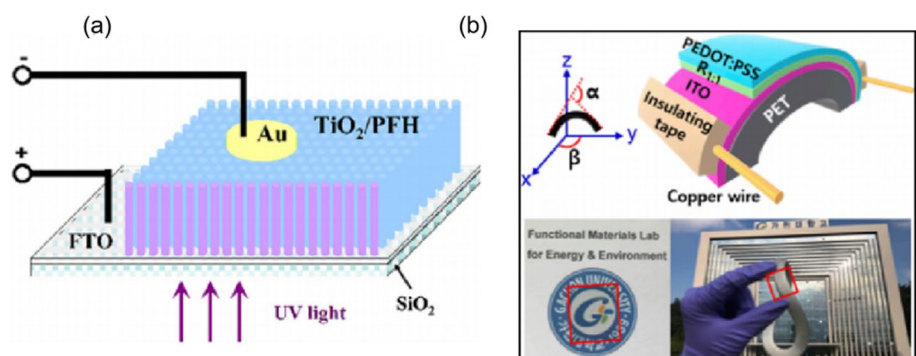 (a)
(b)
-
Au
TiO2/PFH
+
FTO
SiO2
UV light
z
α
y
β
x
PEDOT:PSS
R1:1
ITO
PET
Insulating
tape
Copper wire
Functional Materials Lab
for Energy & Environment
G